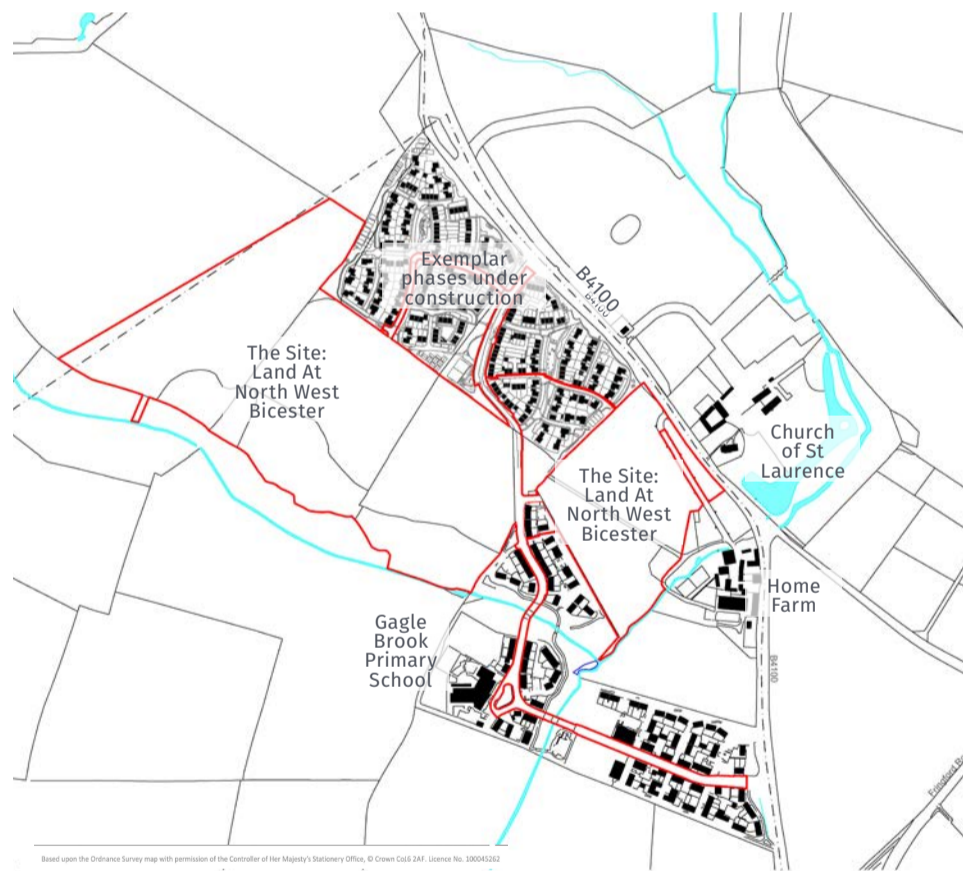 Exemplar
phases under
construction
B4100
B4100
The Site:
Land At
North West
Bicester
Church
of St
Laurence
The Site:
Land At
North West
Bicester
Home
Farm
Gagle
Brook
Primary
School
B4100
Based upon the Ordnance Survey map with permission of the Controller of Her Majesty's Stationery Office, © Crown CoLG 2AF. Licence No. 100045262